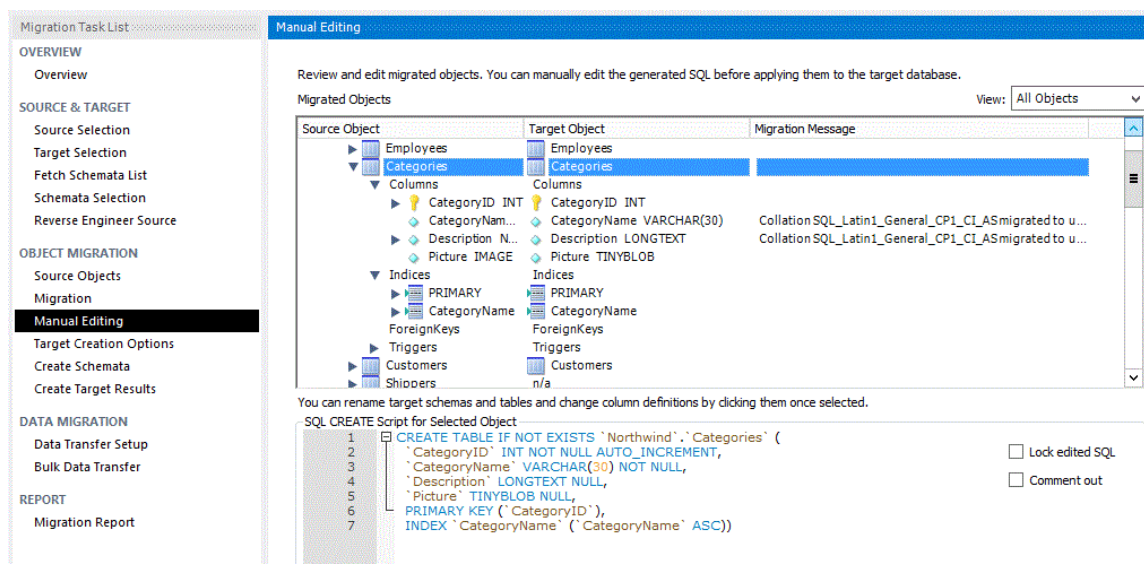 Migration Task List
OVERVIEW
Overview
SOURCE & TARGET
Source Selection
Target Selection
Fetch Schemata List
Schemata Selection
Reverse Engineer Source
OBJECT MIGRATION
Source Objects
Migration
Manual Editing
Target Creation Options
Create Schemata
Create Target Results
DATA MIGRATION
Data Transfer Setup
Bulk Data Transfer
REPORT
Migration Report
Manual Editing
Review and edit migrated objects. You can manually edit the generated SQL before applying them to the target database.
Migrated Objects View: All Objects
Source Object Target Object Migration Message
Employees Employees
Categories Categories
Columns Columns
CategoryID INT CategoryID INT
CategoryNam... CategoryName VARCHAR(30) Collation SQL_Latin1_General_CP1_CI_AS migrated to u...
Description N... Description LONGTEXT Collation SQL_Latin1_General_CP1_CI_AS migrated to u...
Picture IMAGE Picture TINYBLOB
Indices Indices
PRIMARY PRIMARY
CategoryName CategoryName
ForeignKeys ForeignKeys
Triggers Triggers
Customers Customers
Shippers n/a
You can rename target schemas and tables and change column definitions by clicking them once selected.
SQL CREATE Script for Selected Object
1 CREATE TABLE IF NOT EXISTS `Northwind`.`Categories` (
2 `CategoryID` INT NOT NULL AUTO_INCREMENT,
3 `CategoryName` VARCHAR(30) NOT NULL,
4 `Description` LONGTEXT NULL,
5 `Picture` TINYBLOB NULL,
6 PRIMARY KEY (`CategoryID`),
7 INDEX `CategoryName` (`CategoryName` ASC))
Lock edited SQL
Comment out